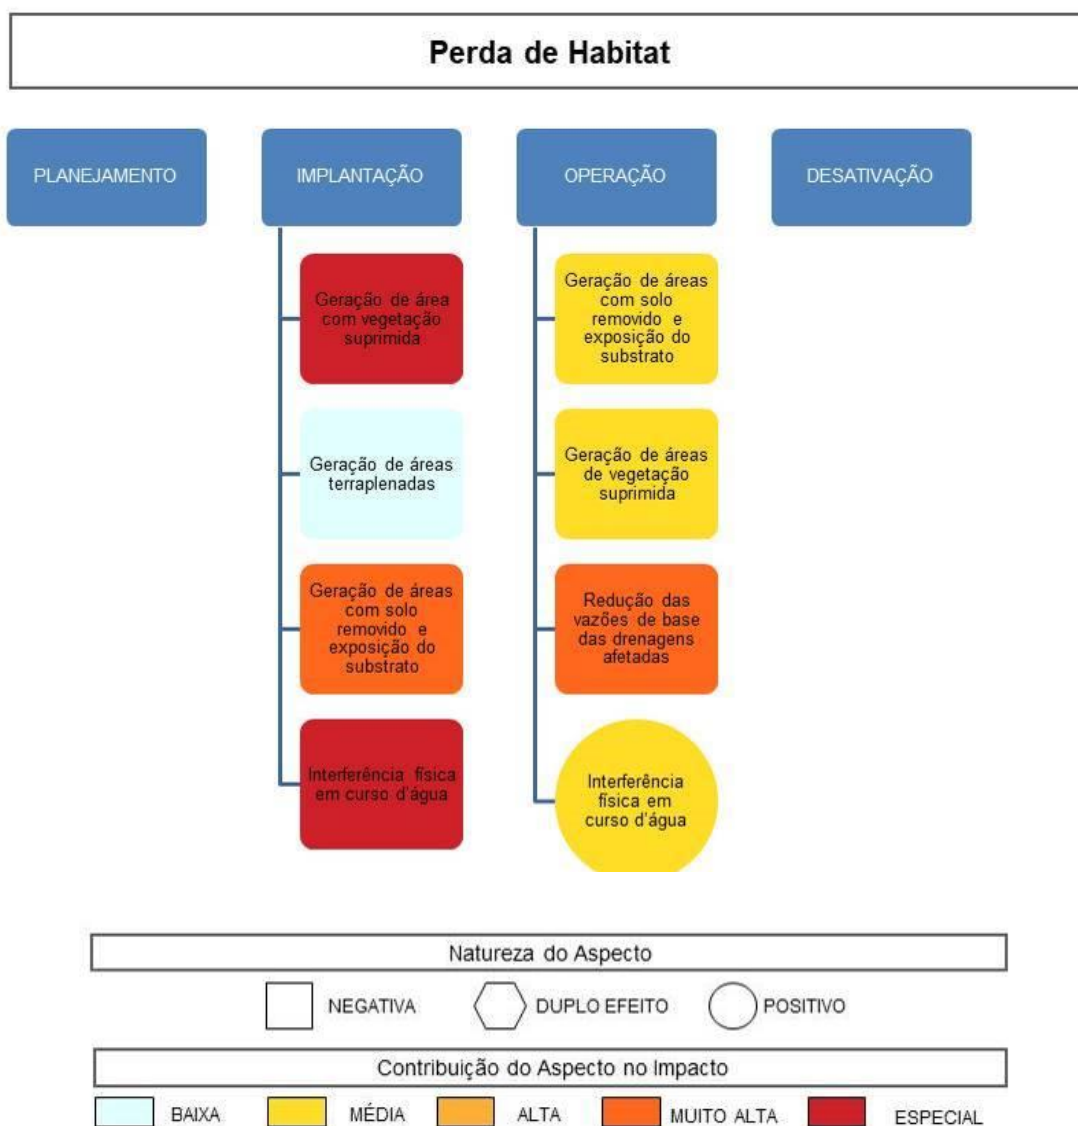 Perda de Habitat
PLANEJAMENTO
IMPLANTAÇÃO
OPERAÇÃO
DESATIVAÇÃO
Geração de área
com vegetação
suprimida
Geração de áreas
terraplenadas
Geração de áreas
com solo
removido e
exposição do
substrato
Interferência física
em curso d'água
Geração de áreas
com solo
removido e
exposição do
substrato
Geração de áreas
de vegetação
suprimida
Redução das
vazões de base
das drenagens
afetadas
Interferência
física em
curso d'água
Natureza do Aspecto
NEGATIVA
DUPLO EFEITO
POSITIVO
Contribuição do Aspecto no Impacto
BAIXA
MÉDIA
ALTA
MUITO ALTA
ESPECIAL